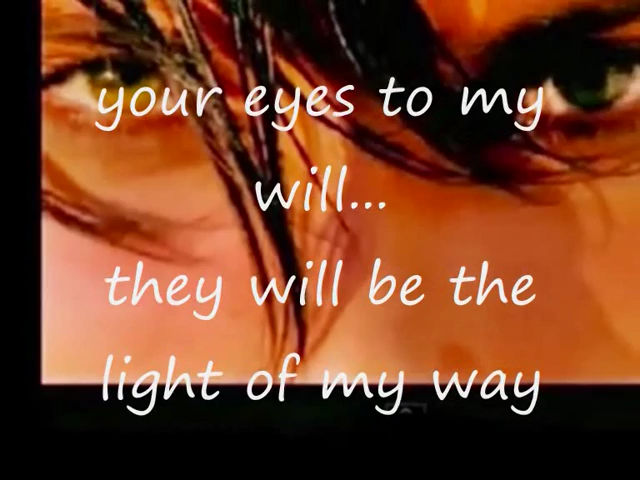 your eyes to my
will...
they will be the
light of my way